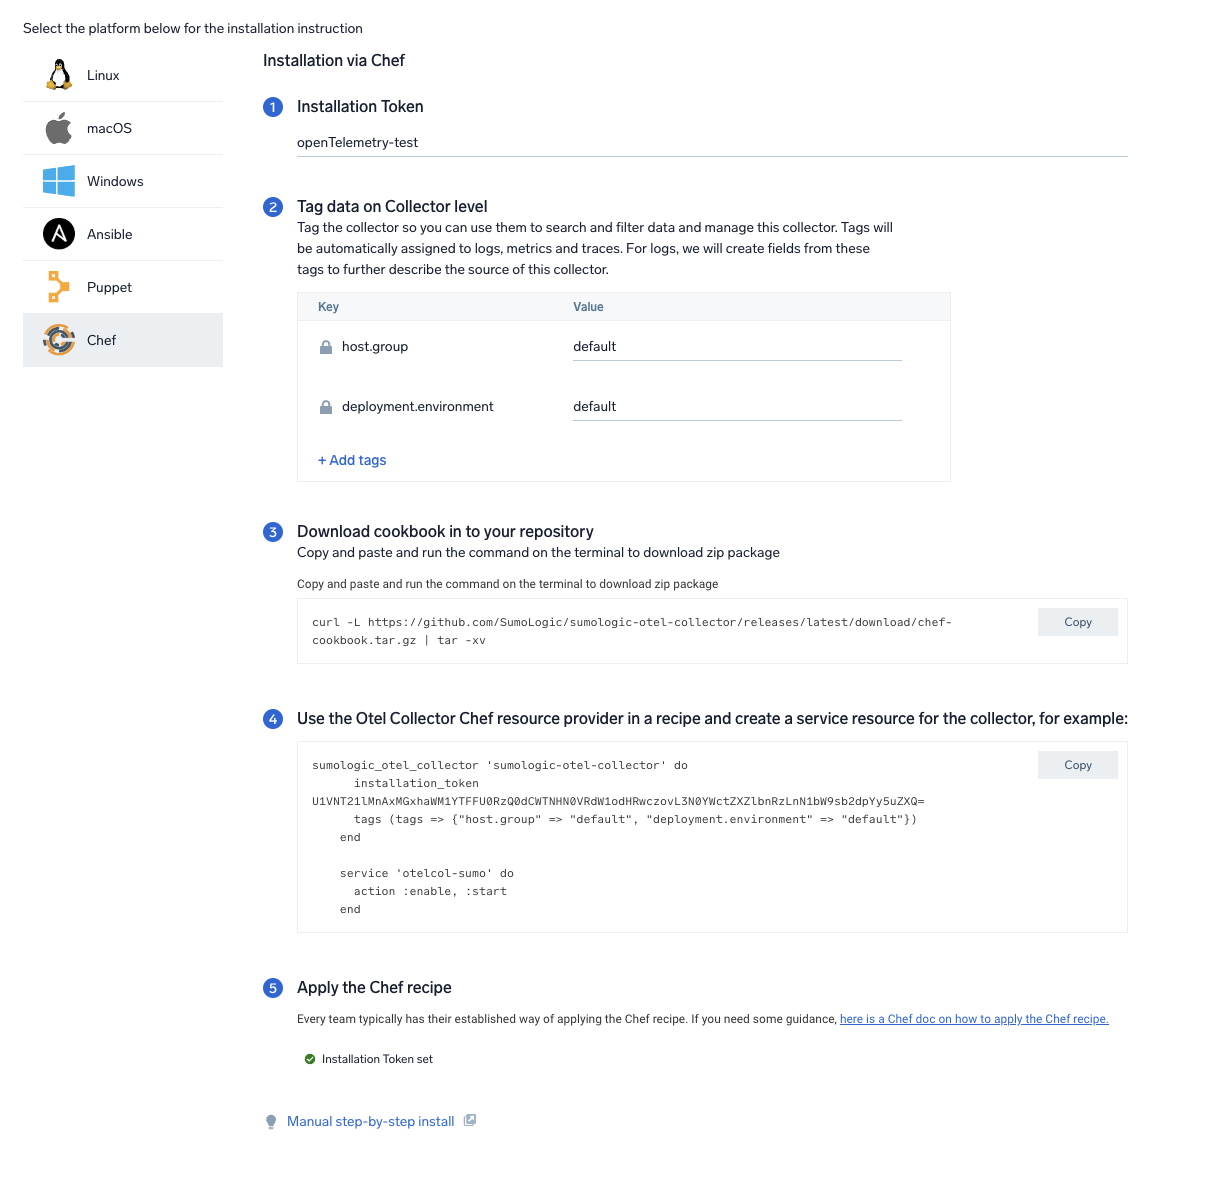 Select the platform below for the installation instruction
Linux
macOS
Windows
Ansible
Puppet
Chef
Installation via Chef
1 Installation Token
openTelemetry-test
2 Tag data on Collector level
Tag the collector so you can use them to search and filter data and manage this collector. Tags will
be automatically assigned to logs, metrics and traces. For logs, we will create fields from these
tags to further describe the source of this collector.
Key Value
host.group default
deployment.environment default
+ Add tags
3 Download cookbook in to your repository
Copy and paste and run the command on the terminal to download zip package
Copy and paste and run the command on the terminal to download zip package
curl -L https://github.com/SumoLogic/sumologic-otel-collector/releases/latest/download/chef-
cookbook.tar.gz | tar -xv
Copy
4 Use the Otel Collector Chef resource provider in a recipe and create a service resource for the collector, for example:
sumologic_otel_collector 'sumologic-otel-collector' do
installation_token
U1VNT21lMnAxMGxhaWM1YTFFU0RzQ0dCWTNHN0VRdW1odHRwczovL3N0YWctZXZlbnRzLnN1bW9sb2dpYy5uZXQ=
tags (tags => {"host.group" => "default", "deployment.environment" => "default"})
end
service 'otelcol-sumo' do
action :enable, :start
end
Copy
5 Apply the Chef recipe
Every team typically has their established way of applying the Chef recipe. If you need some guidance, here is a Chef doc on how to apply the Chef recipe.
Installation Token set
Manual step-by-step install